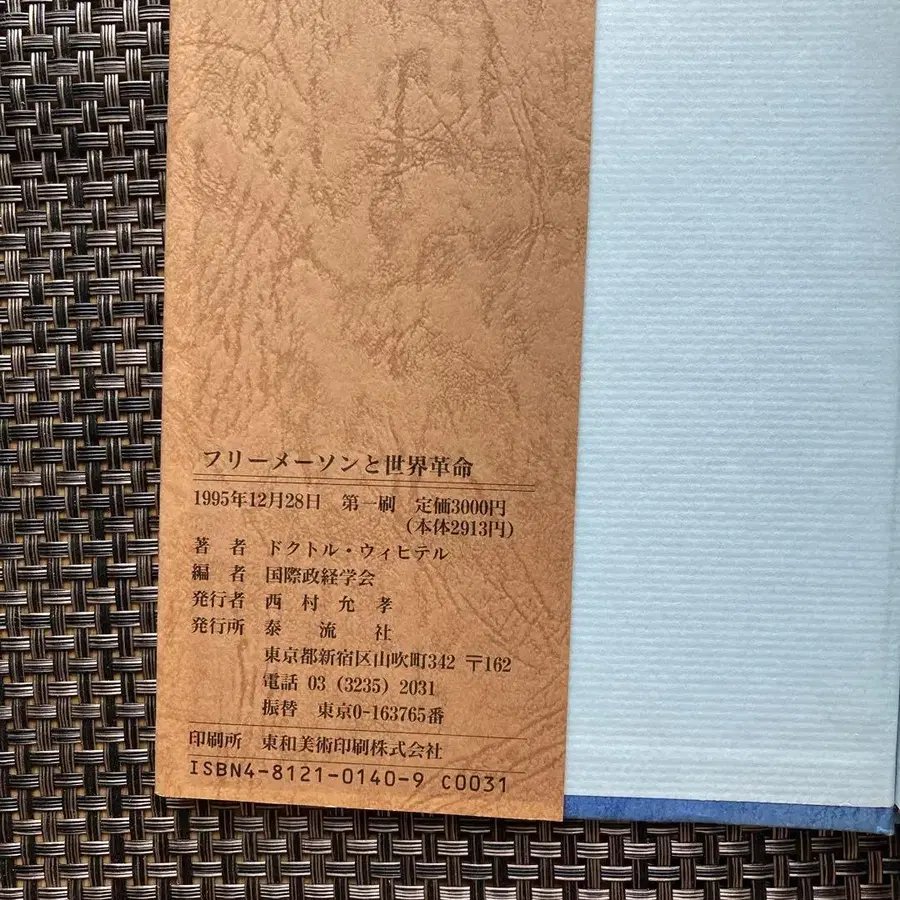 フリーメーソンと世界革命
1995年12月28日　第一刷　定価3000円
(本体2913円)
著　者　ドクトル・ウィヒテル
編　者　国際政経学会
発行者　西　村　允　孝
発行所　泰　流　社
東京都新宿区山吹町342 〒162
電話 03 (3235) 2031
振替　東京0-163765番
印刷所　東和美術印刷株式会社
ISBN4-8121-0140-9 C0031